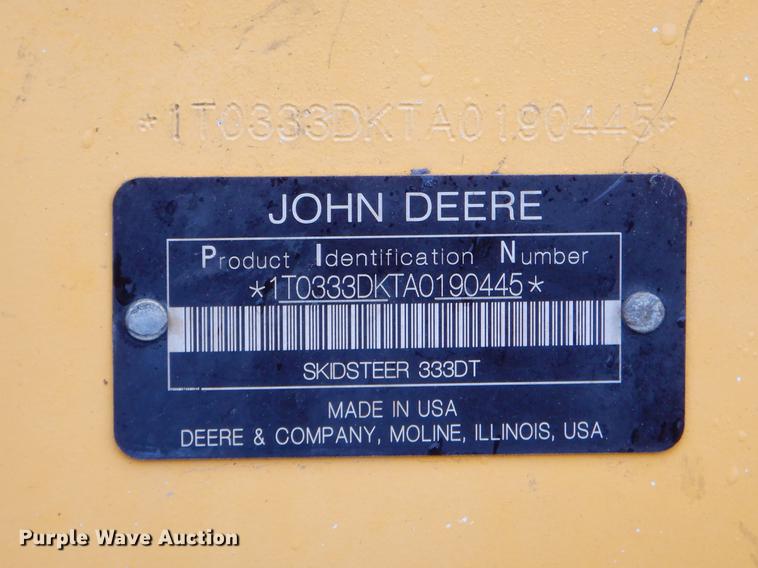 *1T0333DKTA0190445*
JOHN DEERE
Product Identification Number
*1T0333DKTA0190445*
SKIDSTEER 333DT
MADE IN USA
DEERE & COMPANY, MOLINE, ILLINOIS, USA
Purple Wave Auction